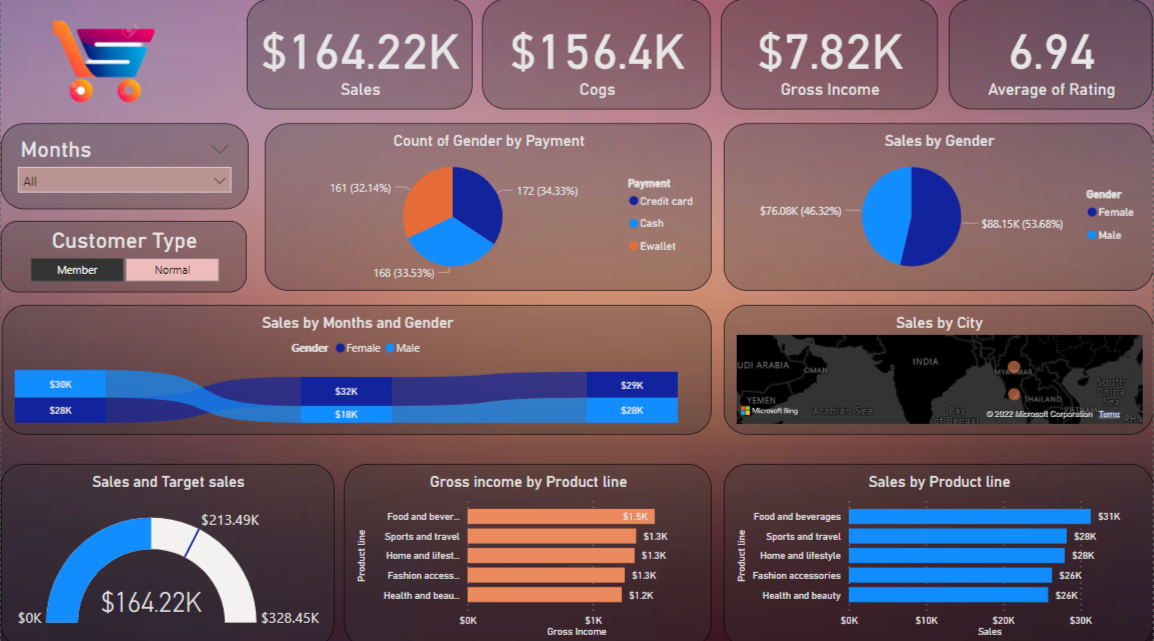 $164.22K
Sales
$156.4K
Cogs
$7.82K
Gross Income
6.94
Average of Rating
Months
All
Customer Type
Member
Normal
Count of Gender by Payment
161 (32.14%)
172 (34.33%)
168 (33.53%)
Payment
Credit card
Cash
Ewallet
Sales by Gender
$76.08K (46.32%)
$88.15K (53.68%)
Gender
Female
Male
Sales by Months and Gender
Gender Female Male
$30K
$28K
$32K
$18K
$29K
$28K
Sales by City
UDI ARABIA
OMAN
INDIA
MYANMAR
YEMEN
THAILAND
South
China
Sea
Arabian Sea
Bay
of Bengal
VIETNAM
PHIL
Microsoft Bing
© 2022 Microsoft Corporation Terms
Sales and Target sales
$213.49K
$164.22K
$0K
$328.45K
Gross income by Product line
Product line
Food and bever... $1.5K
Sports and travel $1.3K
Home and lifest... $1.3K
Fashion access... $1.3K
Health and beau... $1.2K
$0K $1K
Gross Income
Sales by Product line
Product line
Food and beverages $31K
Sports and travel $28K
Home and lifestyle $28K
Fashion accessories $26K
Health and beauty $26K
$0K $10K $20K $30K
Sales